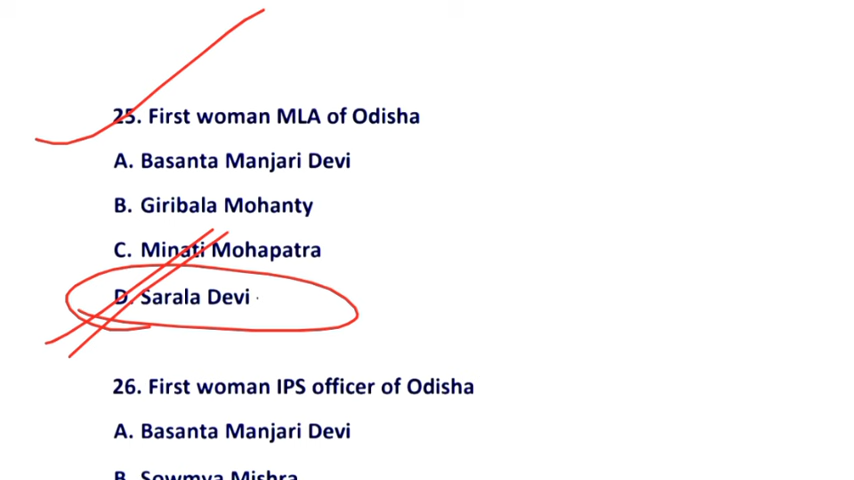 25. First woman MLA of Odisha
A. Basanta Manjari Devi
B. Giribala Mohanty
C. Minati Mohapatra
D. Sarala Devi
26. First woman IPS officer of Odisha
A. Basanta Manjari Devi
B. Sowmya Mishra